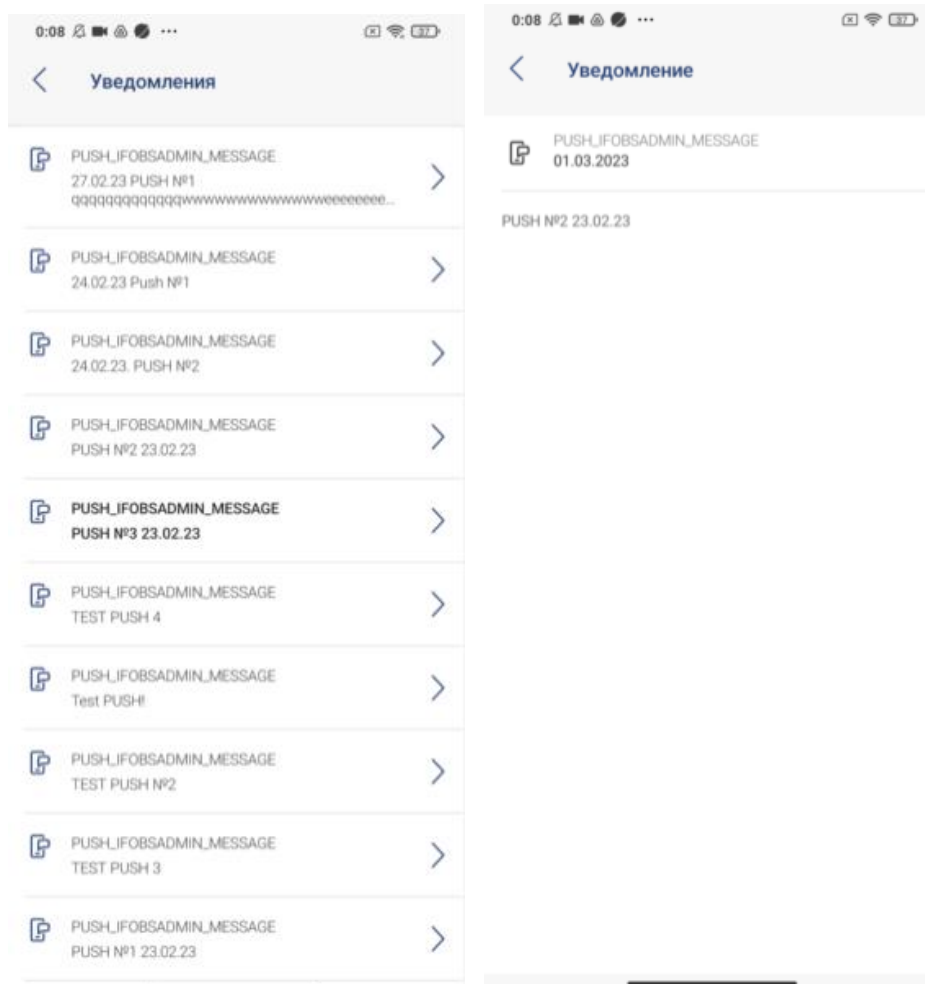 0:08 ... 37
Уведомления
PUSH_IFOBSADMIN_MESSAGE
27.02.23 PUSH №1
qqqqqqqqqqqqqwwwwwwwwwwwwwwweeeeeeee...
PUSH_IFOBSADMIN_MESSAGE
24.02.23 Push №1
PUSH_IFOBSADMIN_MESSAGE
24.02.23. PUSH №2
PUSH_IFOBSADMIN_MESSAGE
PUSH №2 23.02.23
PUSH_IFOBSADMIN_MESSAGE
PUSH №3 23.02.23
PUSH_IFOBSADMIN_MESSAGE
TEST PUSH 4
PUSH_IFOBSADMIN_MESSAGE
Test PUSH!
PUSH_IFOBSADMIN_MESSAGE
TEST PUSH №2
PUSH_IFOBSADMIN_MESSAGE
TEST PUSH 3
PUSH_IFOBSADMIN_MESSAGE
PUSH №1 23.02.23
0:08 ... 37
Уведомление
PUSH_IFOBSADMIN_MESSAGE
01.03.2023
PUSH №2 23.02.23